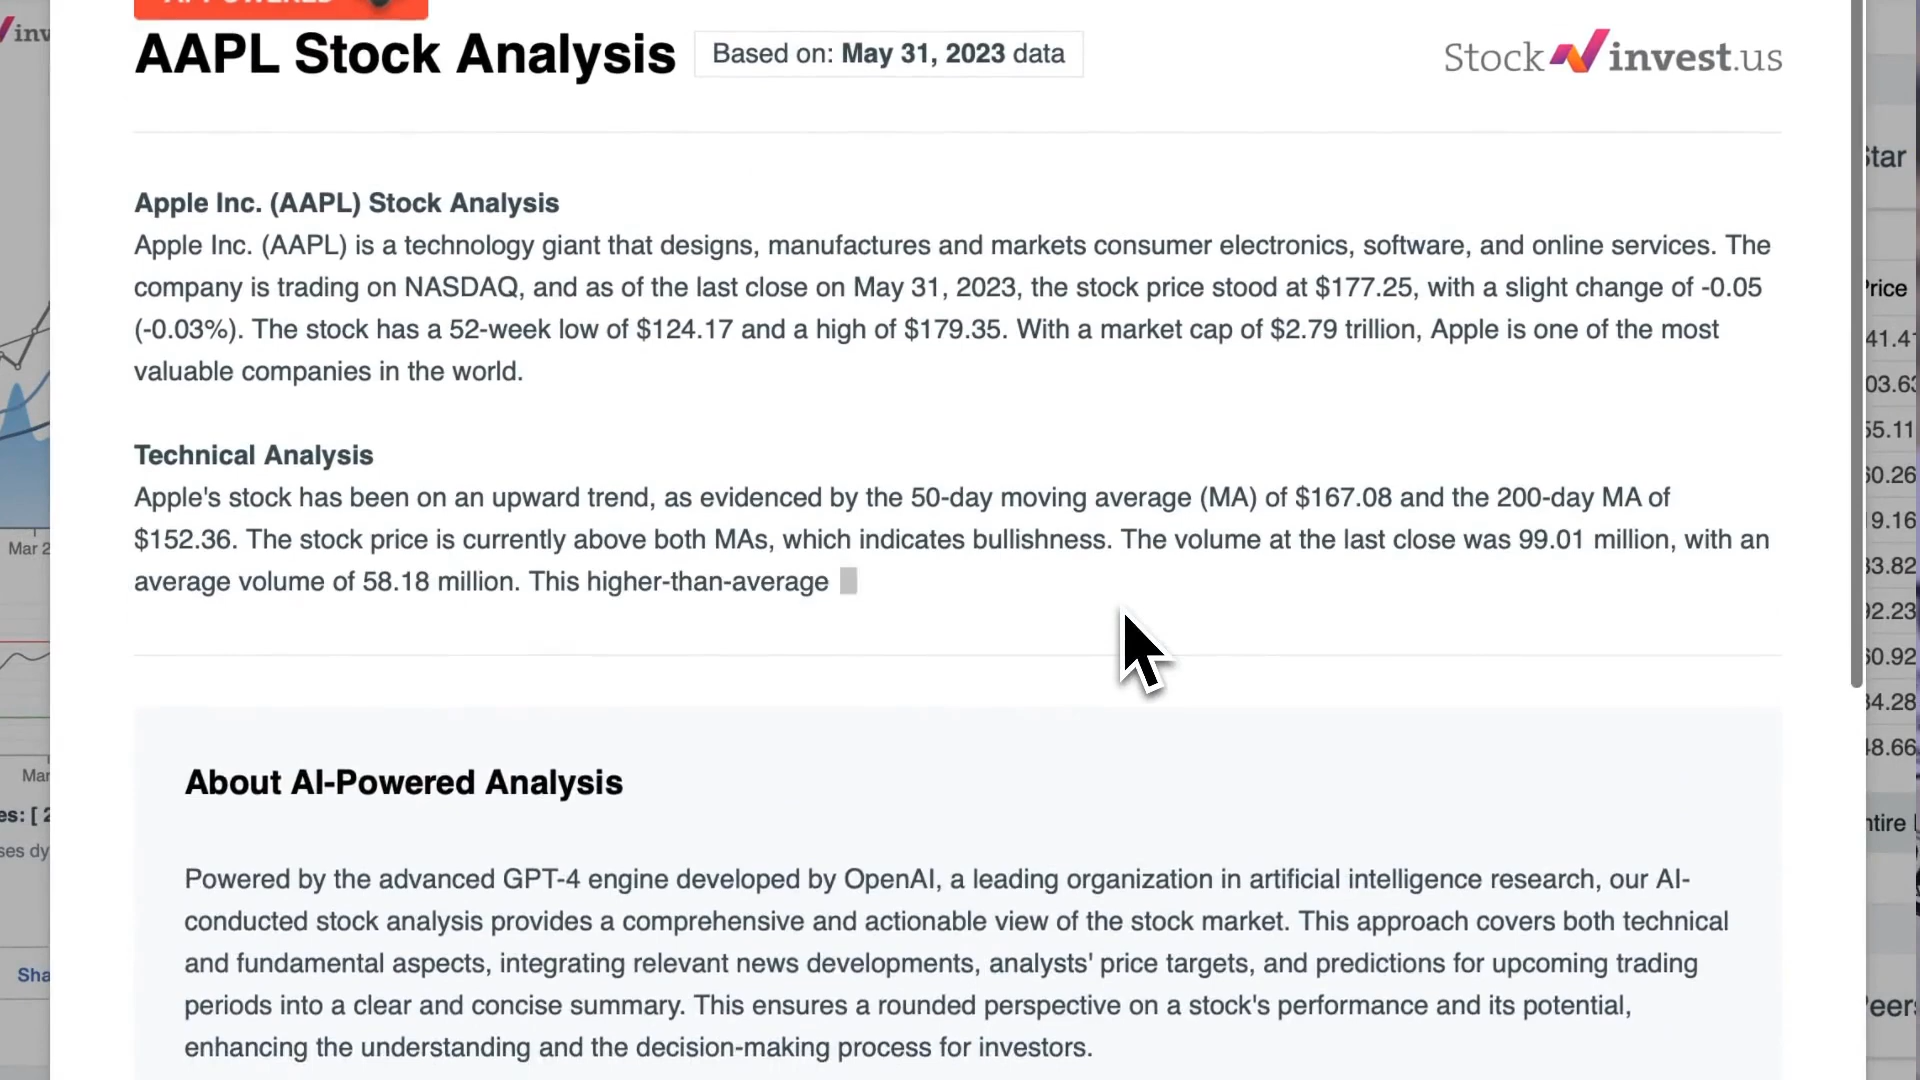 AAPL Stock Analysis
Based on: May 31, 2023 data
Stock invest.us
Apple Inc. (AAPL) Stock Analysis
Apple Inc. (AAPL) is a technology giant that designs, manufactures and markets consumer electronics, software, and online services. The
company is trading on NASDAQ, and as of the last close on May 31, 2023, the stock price stood at $177.25, with a slight change of -0.05
(-0.03%). The stock has a 52-week low of $124.17 and a high of $179.35. With a market cap of $2.79 trillion, Apple is one of the most
valuable companies in the world.
Technical Analysis
Apple's stock has been on an upward trend, as evidenced by the 50-day moving average (MA) of $167.08 and the 200-day MA of
$152.36. The stock price is currently above both MAs, which indicates bullishness. The volume at the last close was 99.01 million, with an
average volume of 58.18 million. This higher-than-average
About AI-Powered Analysis
Powered by the advanced GPT-4 engine developed by OpenAI, a leading organization in artificial intelligence research, our AI-
conducted stock analysis provides a comprehensive and actionable view of the stock market. This approach covers both technical
and fundamental aspects, integrating relevant news developments, analysts' price targets, and predictions for upcoming trading
periods into a clear and concise summary. This ensures a rounded perspective on a stock's performance and its potential,
enhancing the understanding and the decision-making process for investors.